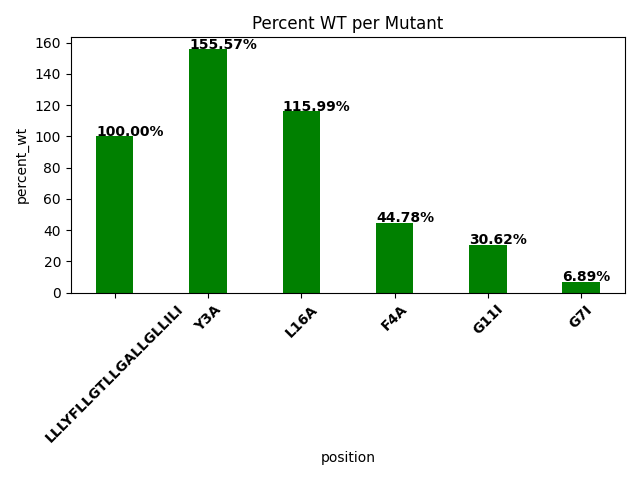 Percent WT per Mutant
percent_wt
160
140
120
100
80
60
40
20
0
100.00%
155.57%
115.99%
44.78%
30.62%
6.89%
LLLYFLLGTLLGALLGLLILI
Y3A
L16A
F4A
G11I
G7I
position